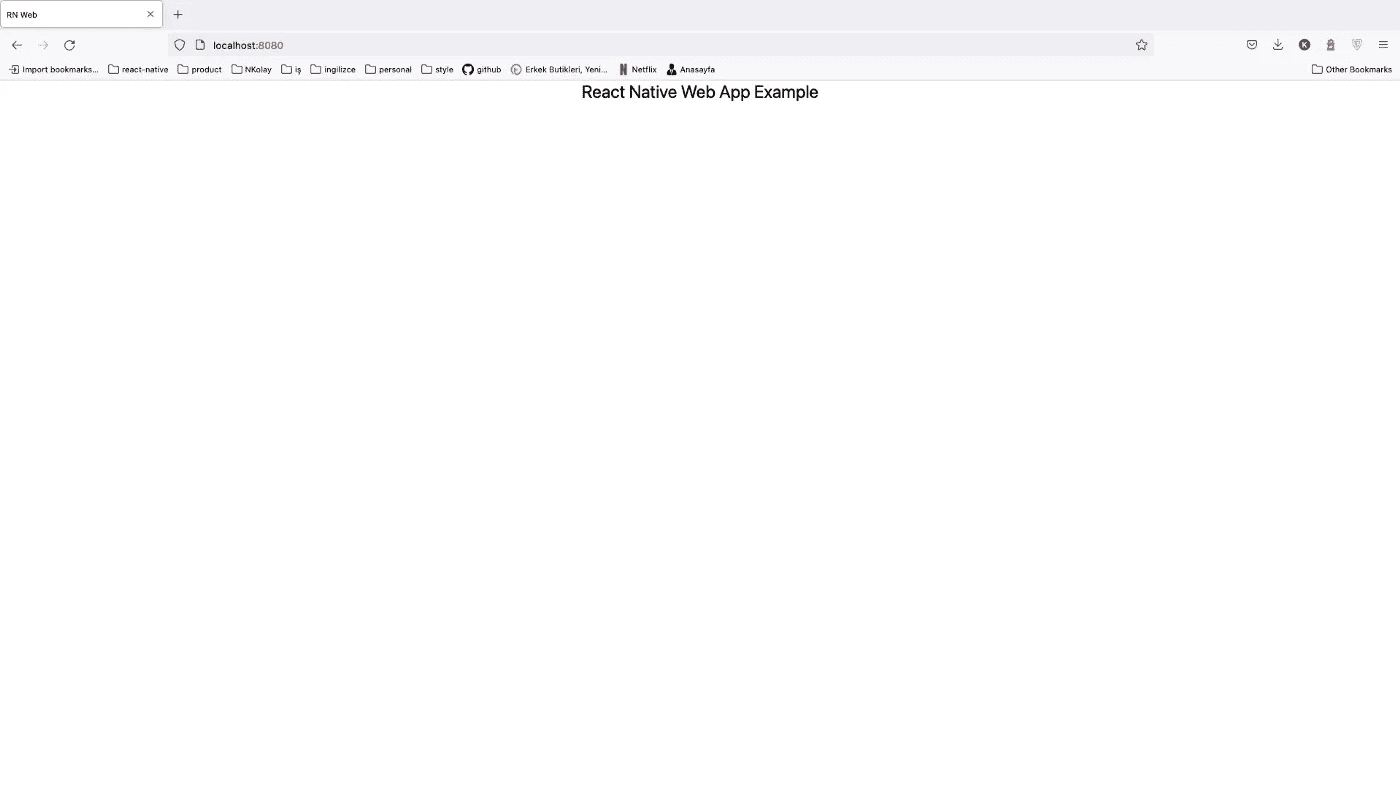 RN Web
localhost:8080
Import bookmarks... react-native product NKolay iş ingilizce personal style github Erkek Butikleri, Yeni... Netflix Anasayfa Other Bookmarks
React Native Web App Example